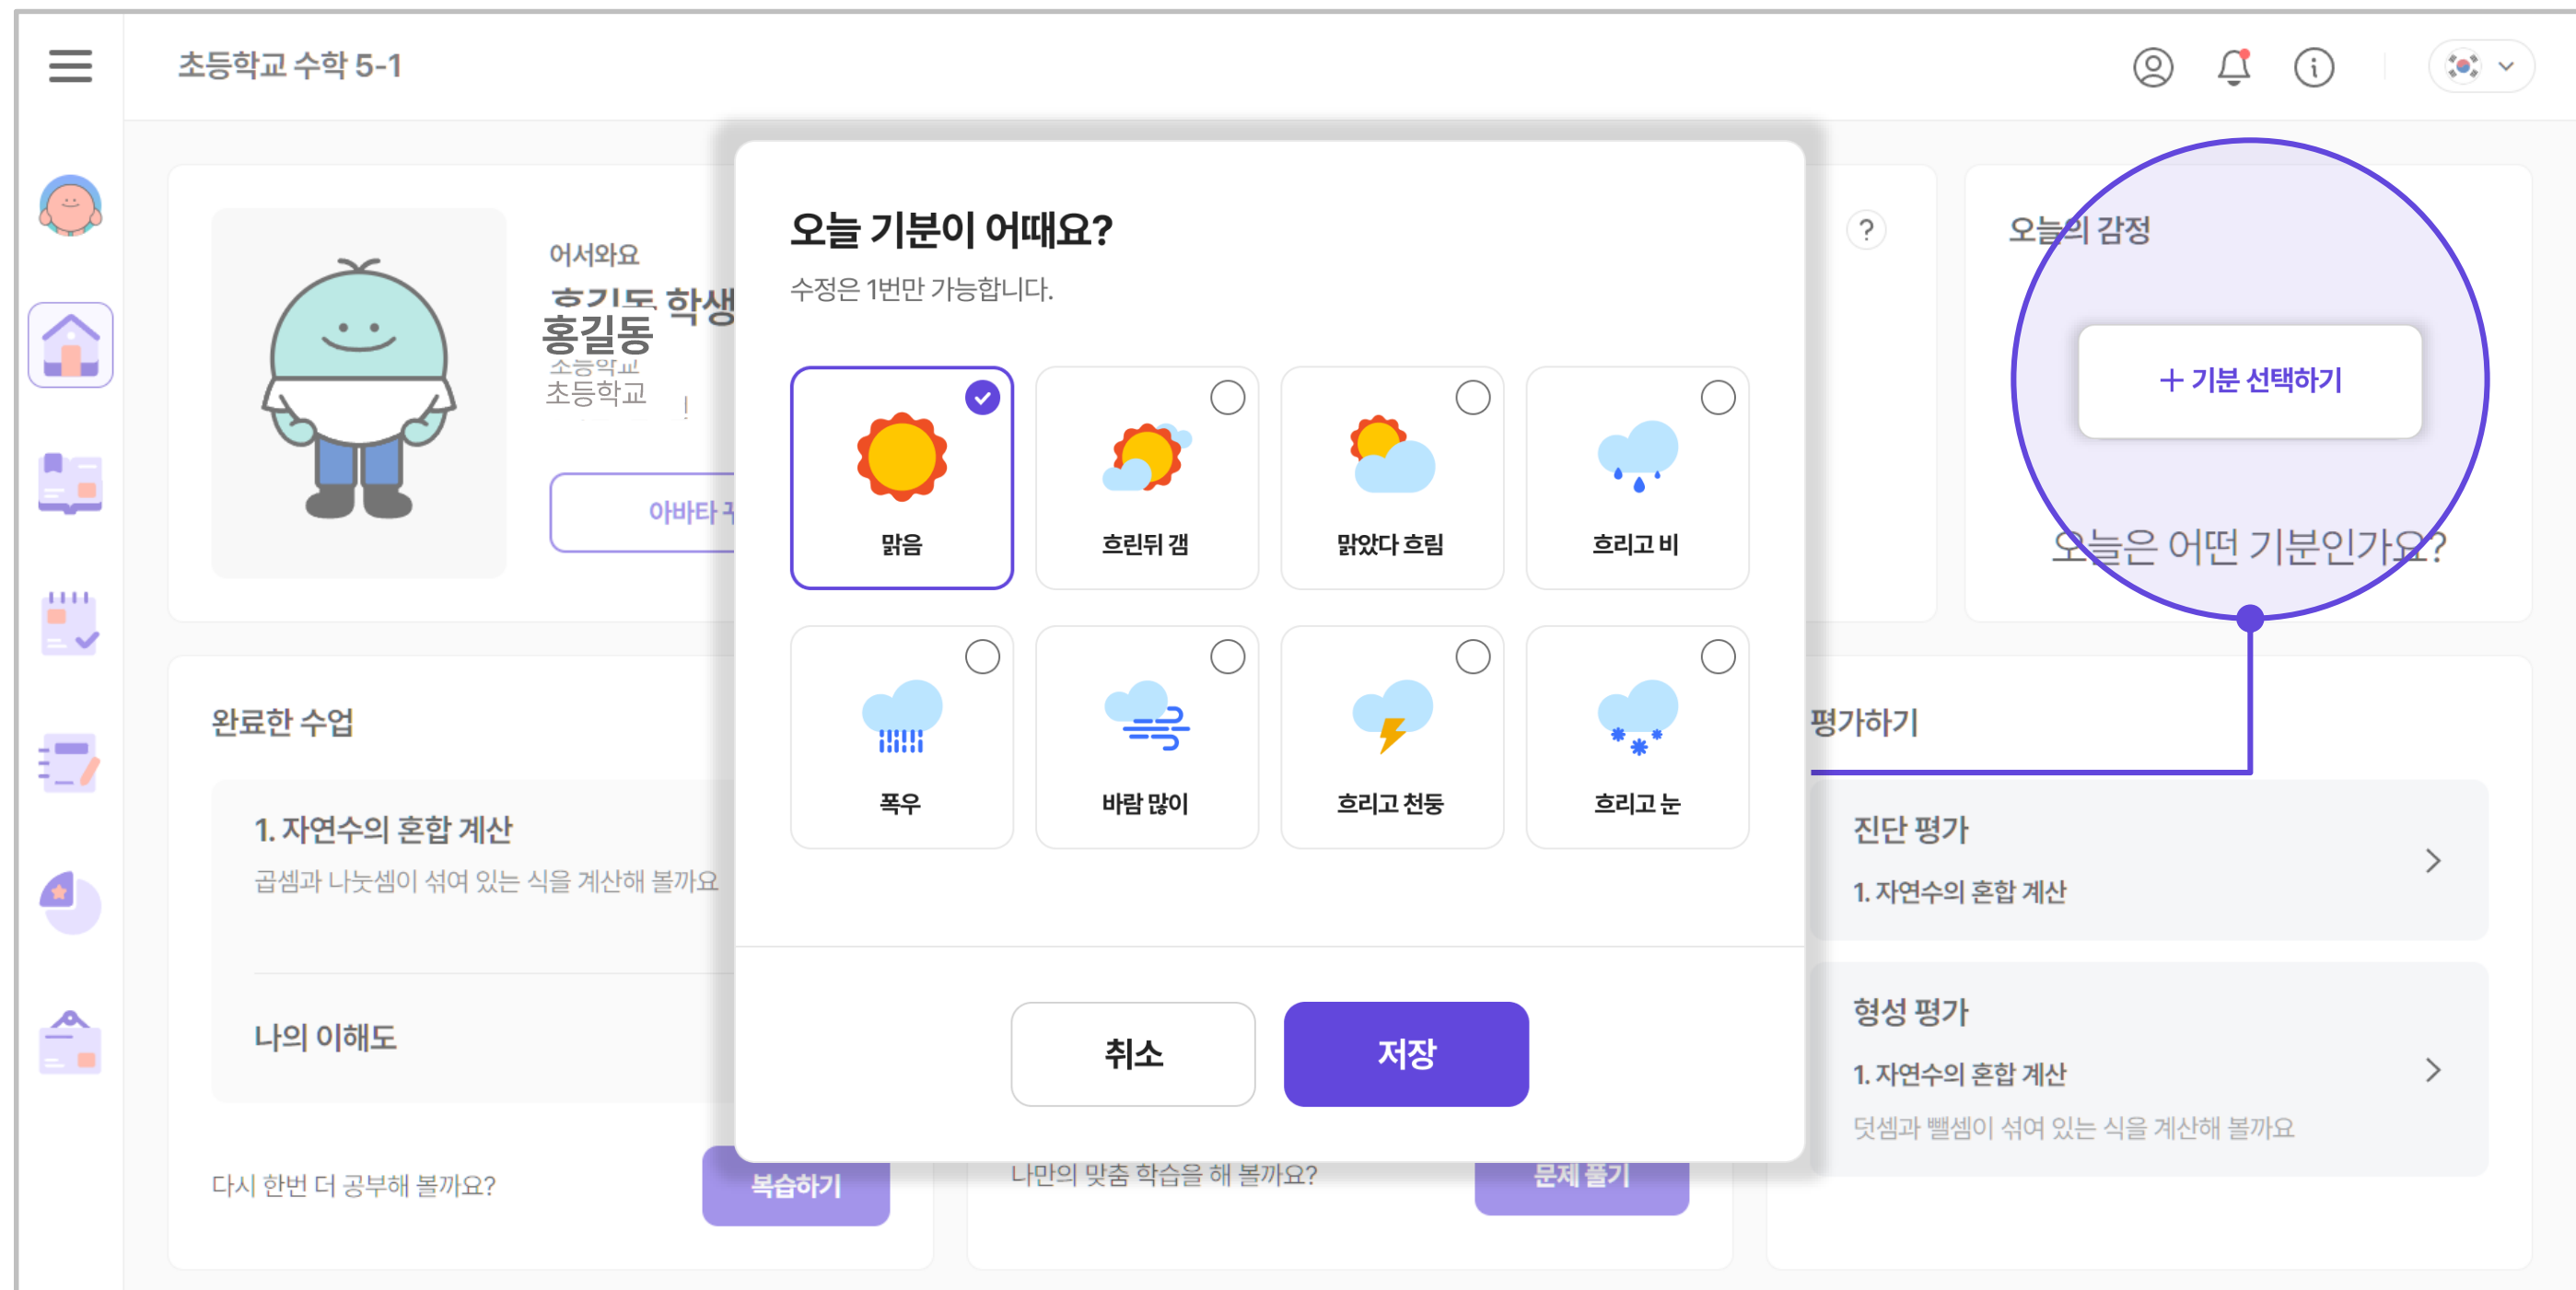 초등학교 수학 5-1
어서와요
홍길동 학생
홍길동
초등학교
초등학교
아바타
오늘 기분이 어때요?
수정은 1번만 가능합니다.
맑음
흐린뒤 갬
맑았다 흐림
흐리고 비
폭우
바람 많이
흐리고 천둥
흐리고 눈
취소
저장
?
오늘의 감정
+ 기분 선택하기
오늘은 어떤 기분인가요?
완료한 수업
1. 자연수의 혼합 계산
곱셈과 나눗셈이 섞여 있는 식을 계산해 볼까요
나의 이해도
다시 한번 더 공부해 볼까요?
복습하기
나만의 맞춤 학습을 해 볼까요?
문제 풀기
평가하기
진단 평가
1. 자연수의 혼합 계산
형성 평가
1. 자연수의 혼합 계산
덧셈과 뺄셈이 섞여 있는 식을 계산해 볼까요